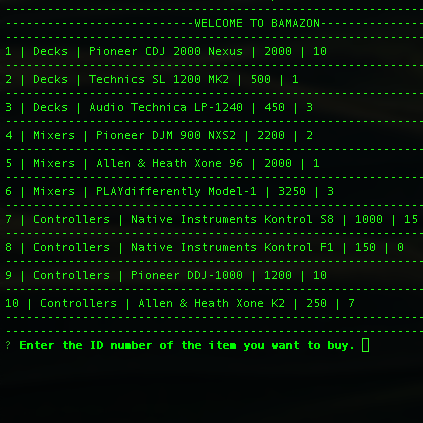 WELCOME TO BAMAZON
1 | Decks | Pioneer CDJ 2000 Nexus | 2000 | 10
2 | Decks | Technics SL 1200 MK2 | 500 | 1
3 | Decks | Audio Technica LP-1240 | 450 | 3
4 | Mixers | Pioneer DJM 900 NXS2 | 2200 | 2
5 | Mixers | Allen & Heath Xone 96 | 2000 | 1
6 | Mixers | PLAYdifferently Model-1 | 3250 | 3
7 | Controllers | Native Instruments Kontrol S8 | 1000 | 15
8 | Controllers | Native Instruments Kontrol F1 | 150 | 0
9 | Controllers | Pioneer DDJ-1000 | 1200 | 10
10 | Controllers | Allen & Heath Xone K2 | 250 | 7
? Enter the ID number of the item you want to buy.